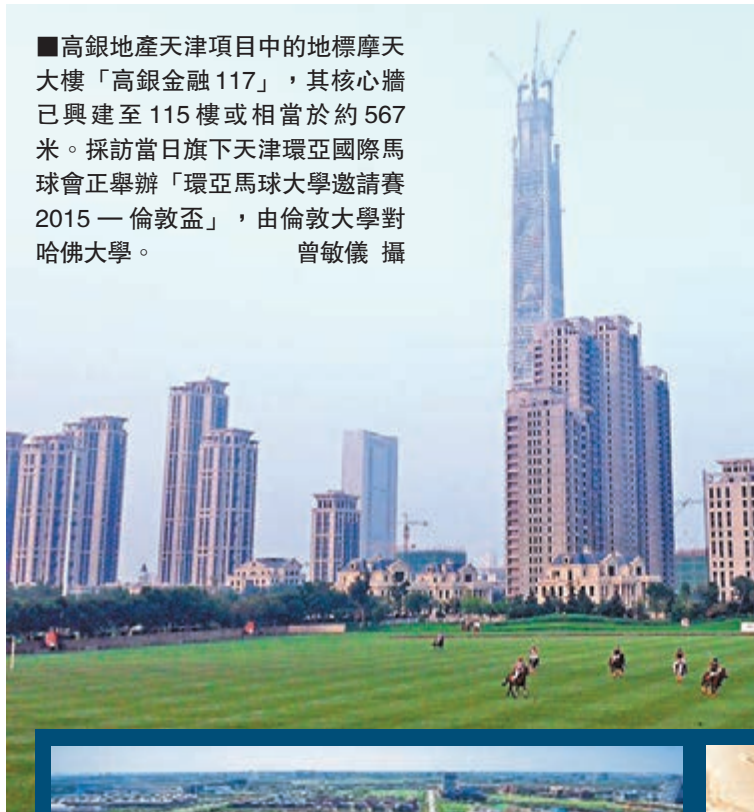 ■高銀地產天津項目中的地標摩天
大樓「高銀金融117」，其核心牆
已興建至115樓或相當於約567
米。採訪當日旗下天津環亞國際馬
球會正舉辦「環亞馬球大學邀請賽
2015 — 倫敦盃」，由倫敦大學對
哈佛大學。 曾敏儀 攝